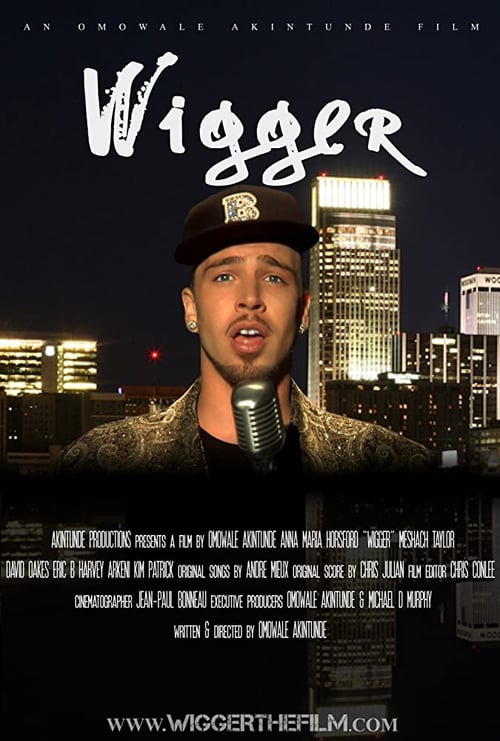 AN OMOWALE AKINTUNDE FILM
Wigger
B
WOO
AKINTUNDE PRODUCTIONS PRESENTS A FILM BY OMOWALE AKINTUNDE ANNA MARIA HORSFORD "WIGGER" MESHACH TAYLOR
DAVID OAKES ERIC B HARVEY ARKENI KIM PATRICK ORIGINAL SONGS BY ANDRE MIEUX ORIGINAL SCORE BY CHRIS JULIAN FILM EDITOR CHRIS CONLEE
CINEMATOGRAPHER JEAN-PAUL BONNEAU EXECUTIVE PRODUCERS OMOWALE AKINTUNDE & MICHAEL D MURPHY
WRITTEN & DIRECTED BY OMOWALE AKINTUNDE
WWW.WIGGERTHEFILM.COM